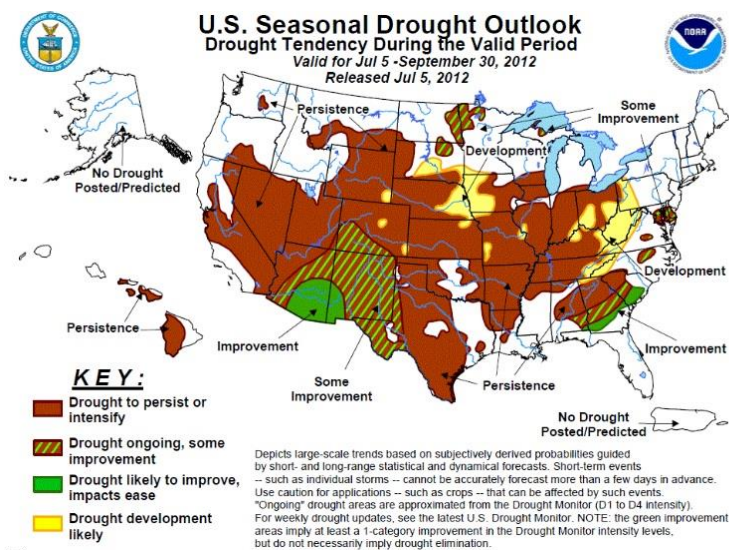 U.S. Seasonal Drought Outlook
Drought Tendency During the Valid Period
Valid for Jul 5 -September 30, 2012
Released Jul 5, 2012
DEPARTMENT OF COMMERCE
UNITED STATES OF AMERICA
NOAA
Persistence
Some
Improvement
Development
No Drought
Posted/Predicted
Development
Persistence
Improvement
Improvement
Some
Improvement
Persistence
No Drought
Posted/Predicted
KEY:
Drought to persist or
intensify
Drought ongoing, some
improvement
Drought likely to improve,
impacts ease
Drought development
likely
Depicts large-scale trends based on subjectively derived probabilities guided
by short- and long-range statistical and dynamical forecasts. Short-term events
-- such as individual storms -- cannot be accurately forecast more than a few days in advance.
Use caution for applications -- such as crops -- that can be affected by such events.
"Ongoing" drought areas are approximated from the Drought Monitor (D1 to D4 intensity).
For weekly drought updates, see the latest U.S. Drought Monitor. NOTE: the green improvement
areas imply at least a 1-category improvement in the Drought Monitor intensity levels,
but do not necessarily imply drought elimination.